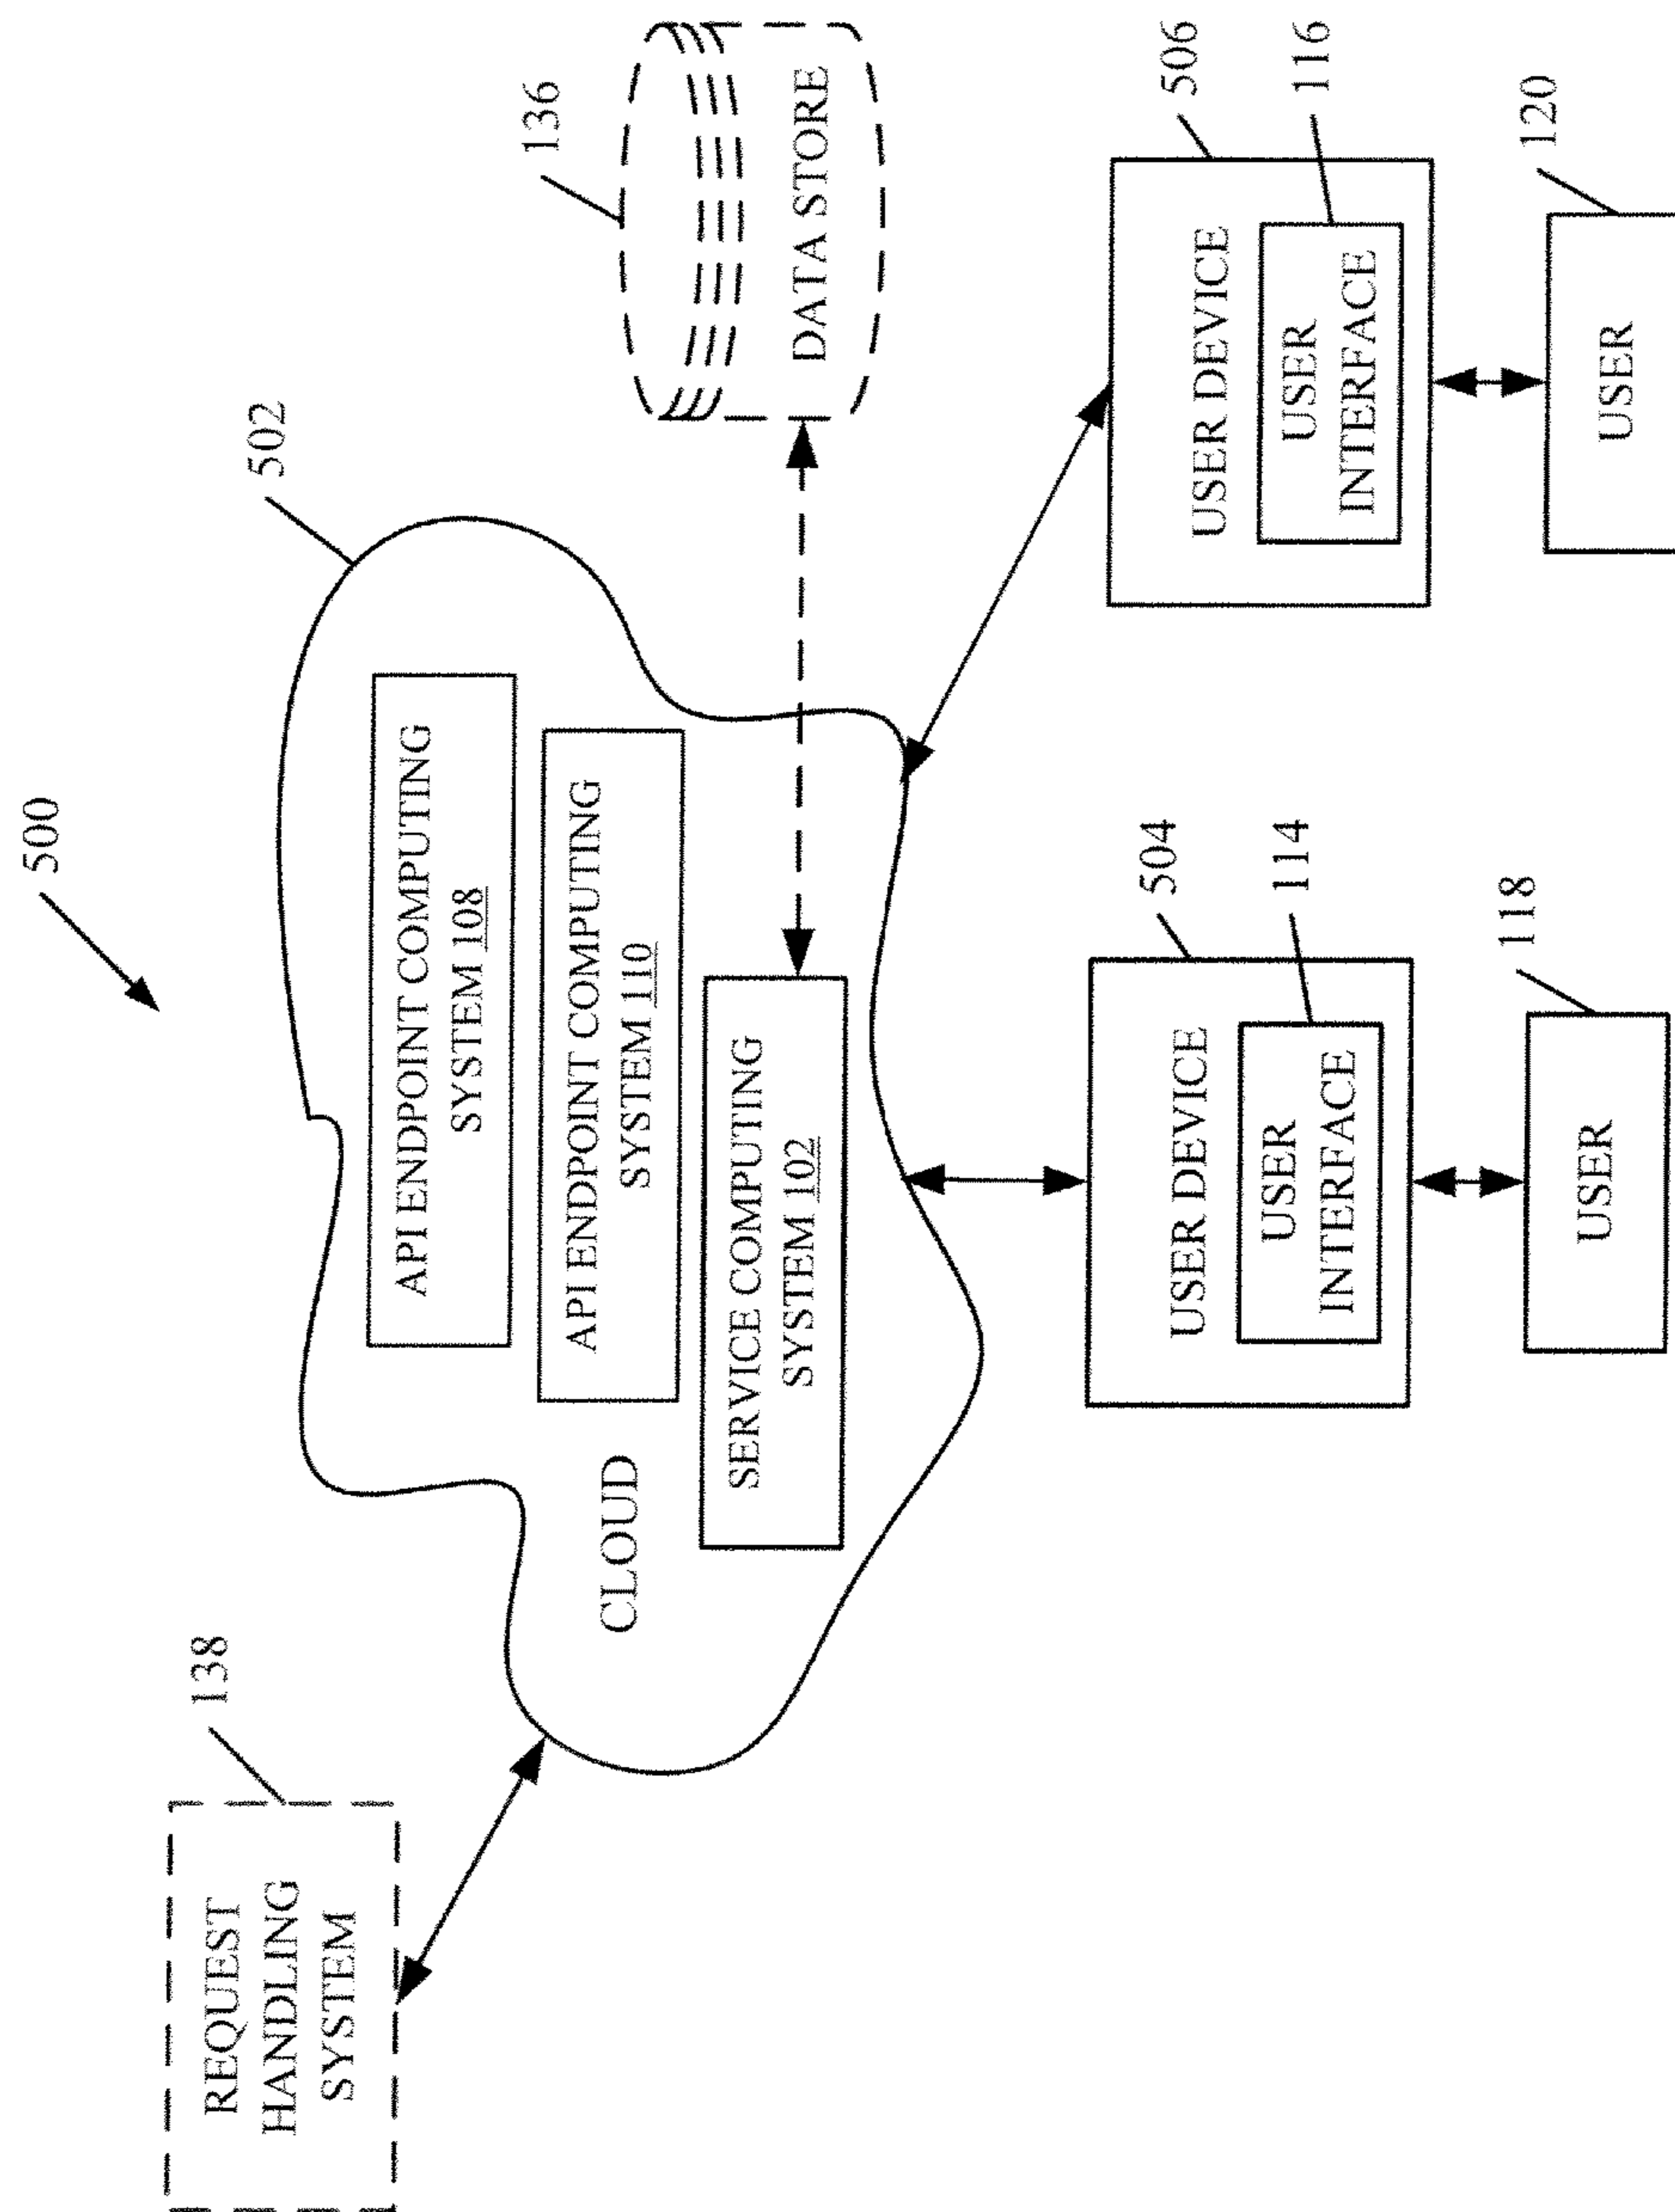 500
REQUEST
HANDLING
SYSTEM
138
502
API ENDPOINT COMPUTING
SYSTEM 108
API ENDPOINT COMPUTING
SYSTEM 110
CLOUD
SERVICE COMPUTING
SYSTEM 102
136
DATA STORE
504
USER DEVICE
114
USER
INTERFACE
118
USER
506
USER DEVICE
116
USER
INTERFACE
120
USER